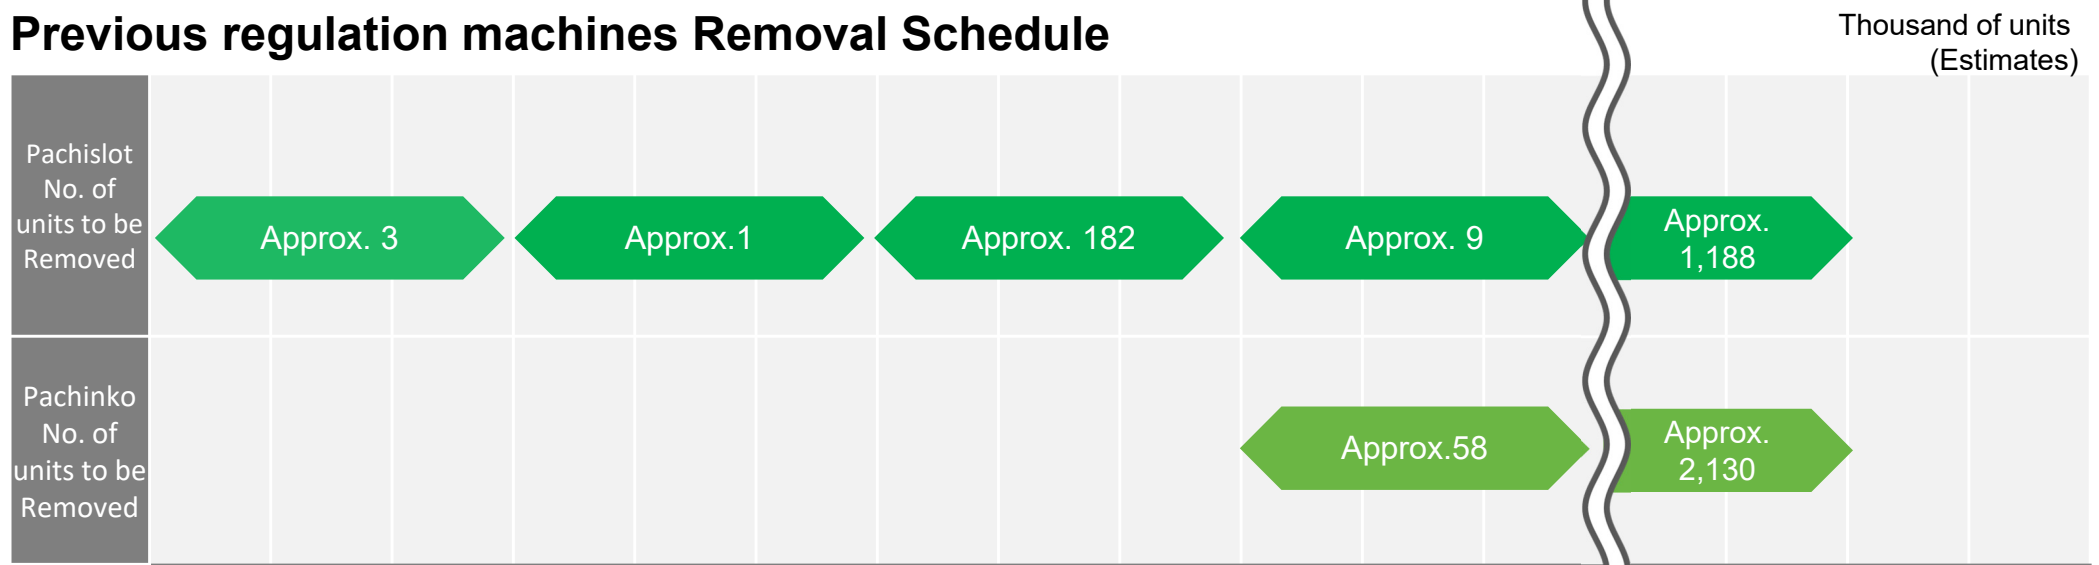 Previous regulation machines Removal Schedule
Thousand of units
(Estimates)
Pachislot
No. of
units to be
Removed
Approx. 3
Approx.1
Approx. 182
Approx. 9
Approx.
1,188
Pachinko
No. of
units to be
Removed
Approx.58
Approx.
2,130